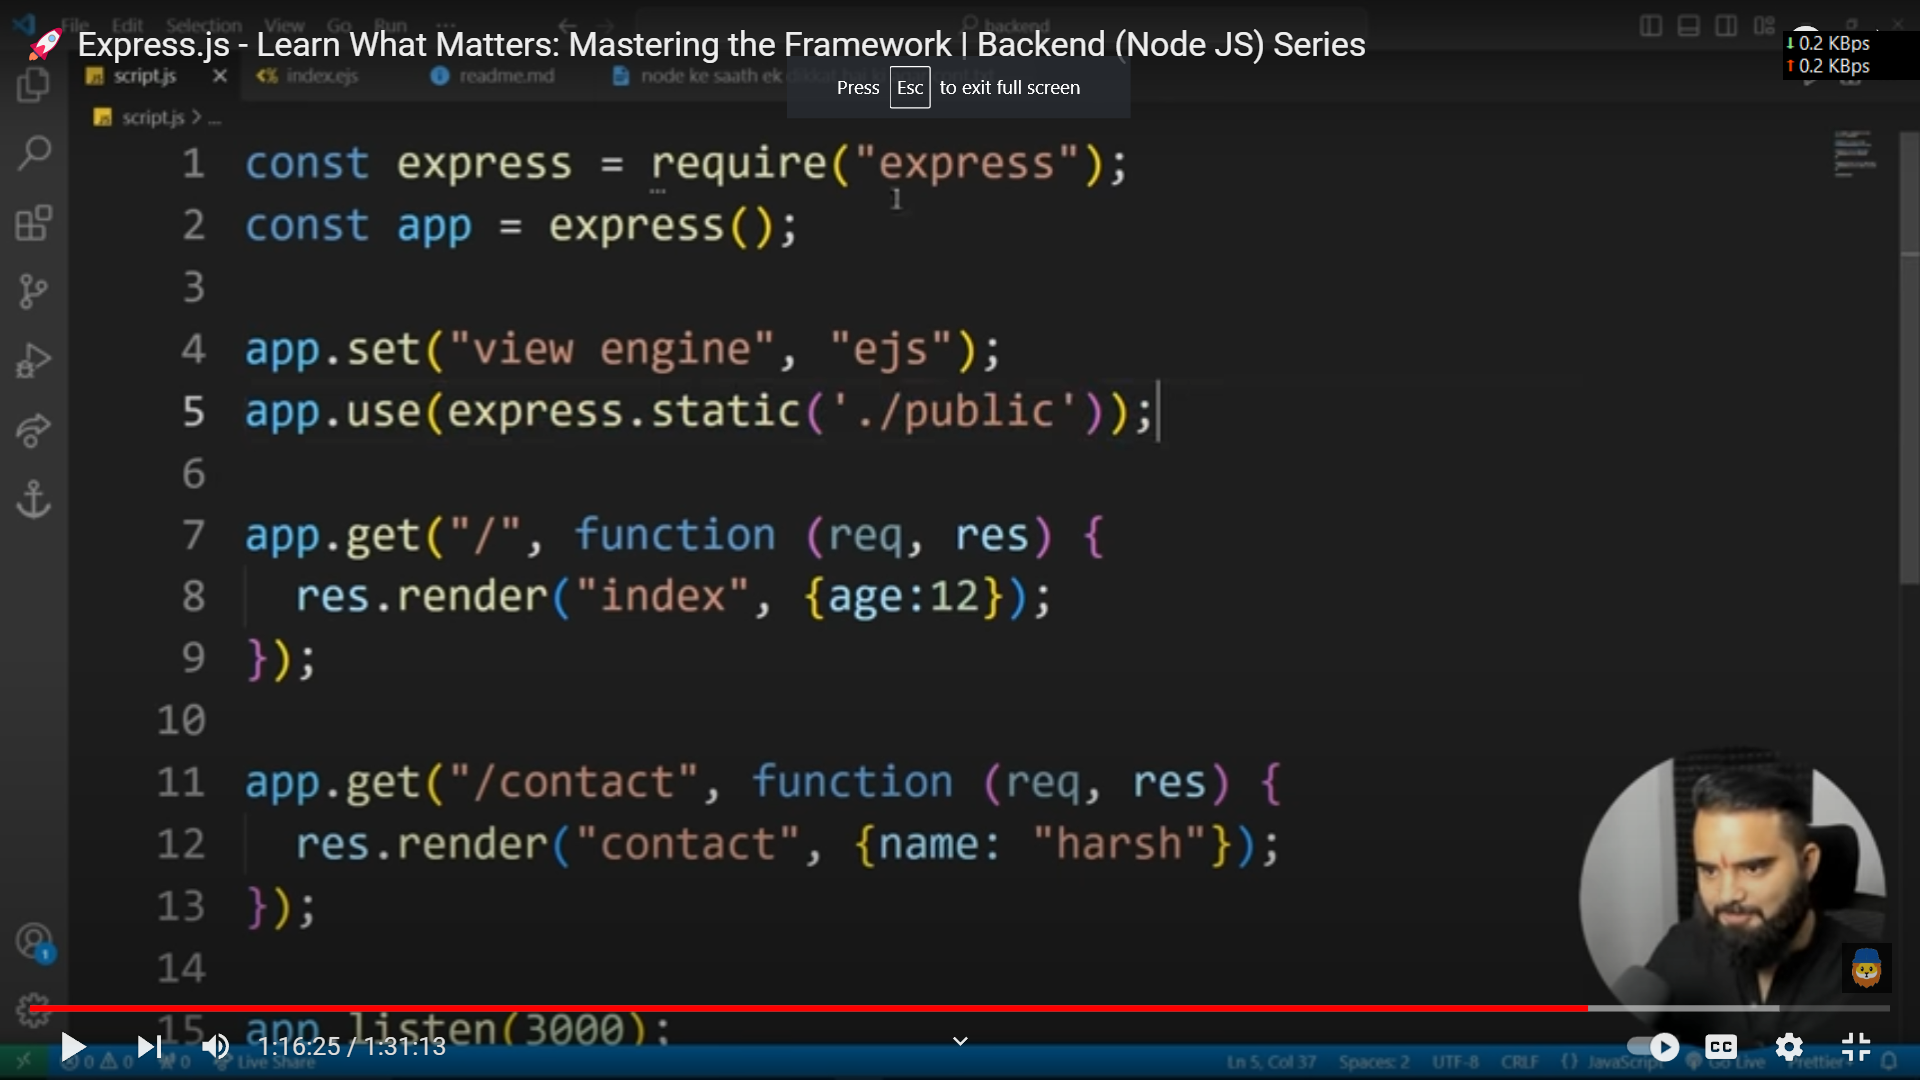 File Edit Selection View Go Run ... backend
🚀 Express.js - Learn What Matters: Mastering the Framework | Backend (Node JS) Series
↓ 0.2 KBps
↑ 0.2 KBps
script.js × index.ejs readme.md node ke saath ek
Press Esc to exit full screen
script.js > ...
1 const express = require("express");
2 const app = express();
3
4 app.set("view engine", "ejs");
5 app.use(express.static('./public'));
6
7 app.get("/", function (req, res) {
8 res.render("index", {age:12});
9 });
10
11 app.get("/contact", function (req, res) {
12 res.render("contact", {name: "harsh"});
13 });
14
15 app.listen(3000);
1
1:16:25 / 1:31:13
CC
0 0 0 Live Share Ln 5, Col 37 Spaces: 2 UTF-8 CRLF {} JavaScript Go Live Prettier